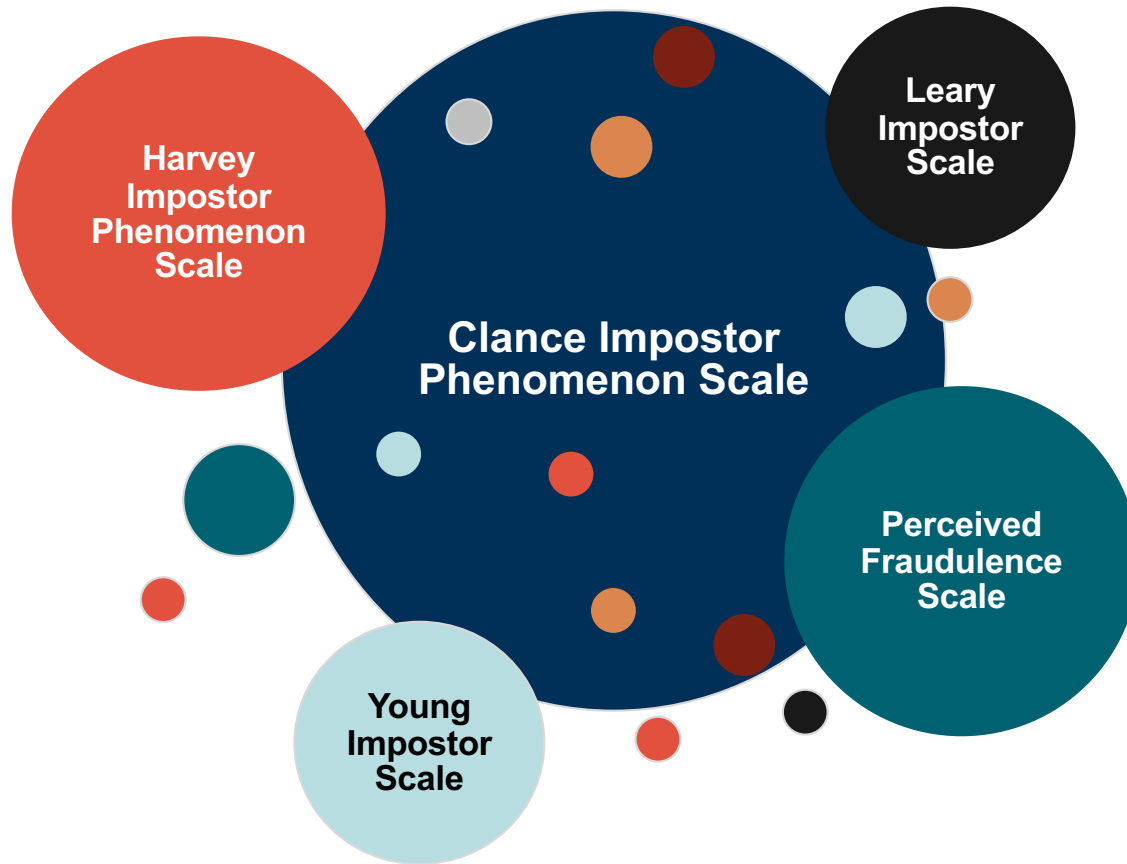 Harvey
Impostor
Phenomenon
Scale
Leary
Impostor
Scale
Clance Impostor
Phenomenon Scale
Perceived
Fraudulence
Scale
Young
Impostor
Scale